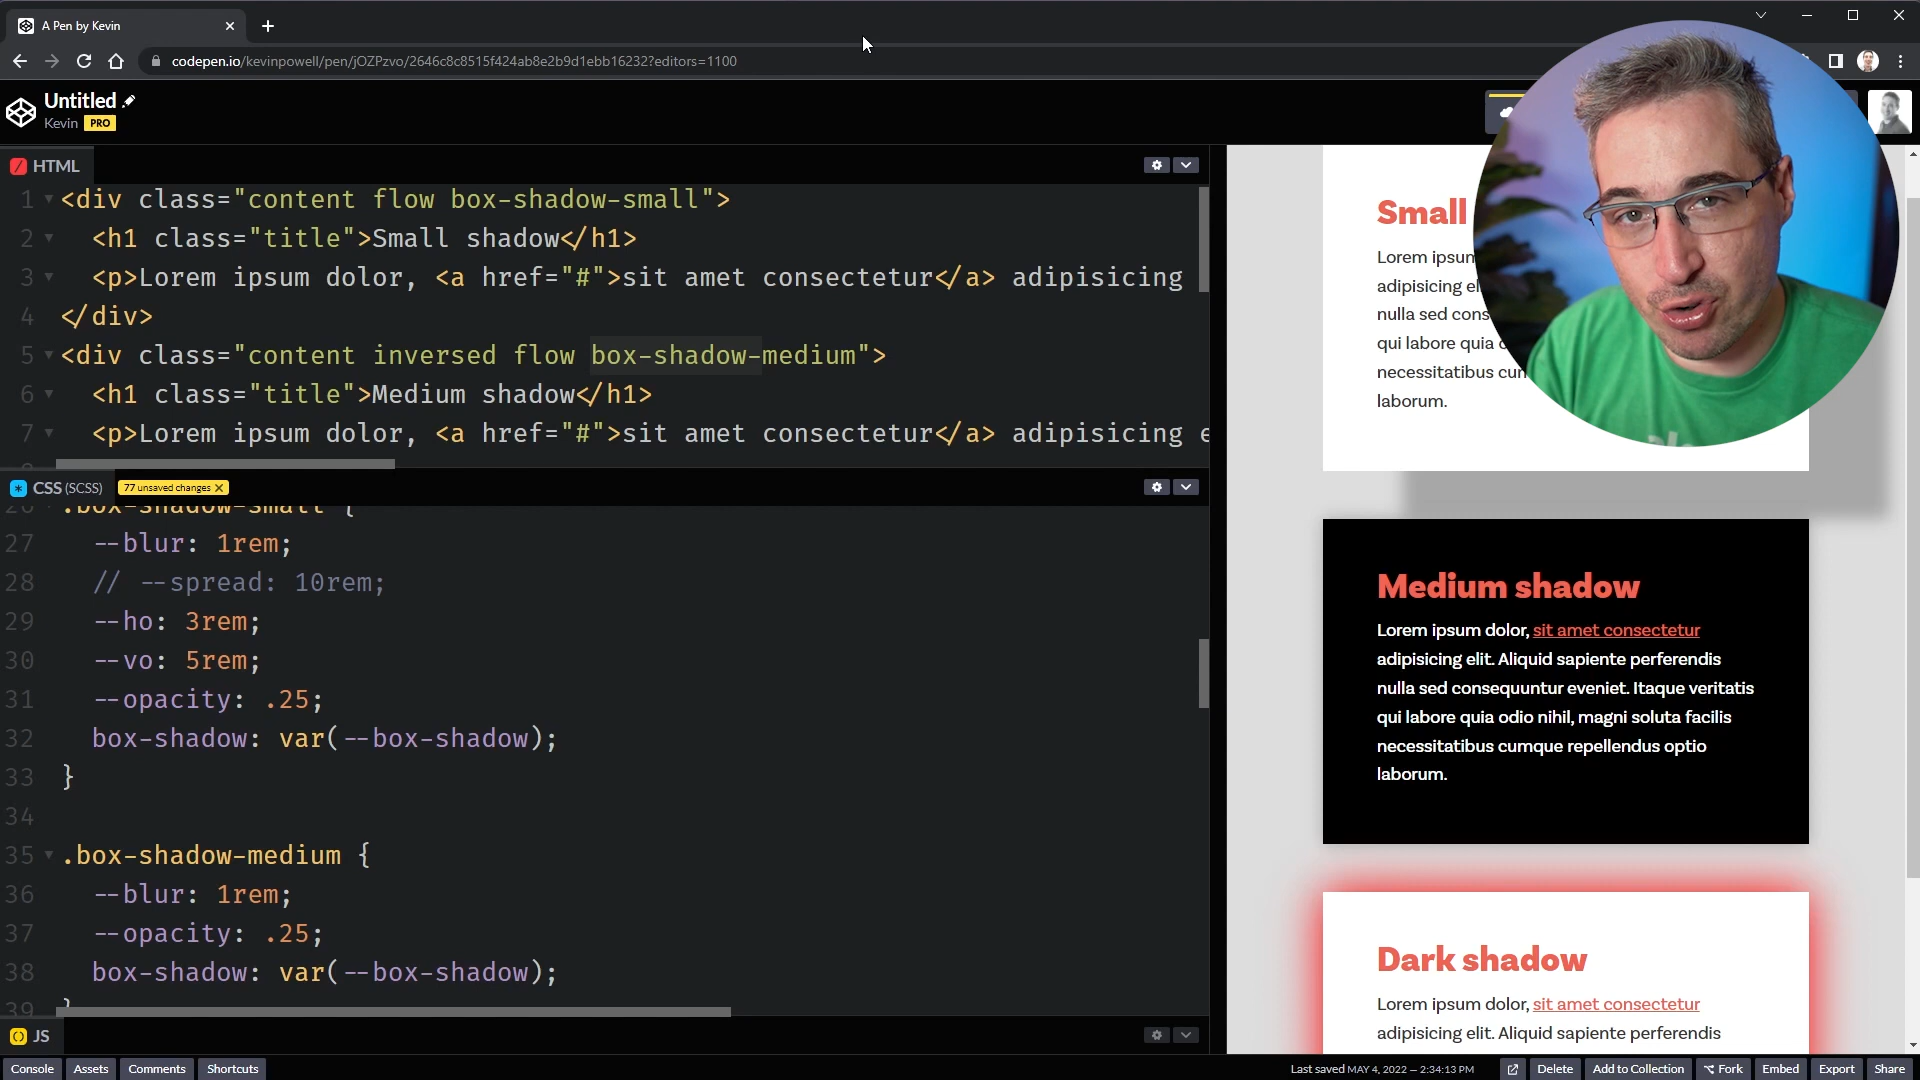 A Pen by Kevin
codepen.io/kevinpowell/pen/jOZPzvo/2646c8c8515f424ab8e2b9d1ebb16232?editors=1100
Untitled
Kevin PRO
HTML
1 <div class="content flow box-shadow-small">
2 <h1 class="title">Small shadow</h1>
3 <p>Lorem ipsum dolor, <a href="#">sit amet consectetur</a> adipisicing
4 </div>
5 <div class="content inversed flow box-shadow-medium">
6 <h1 class="title">Medium shadow</h1>
7 <p>Lorem ipsum dolor, <a href="#">sit amet consectetur</a> adipisicing e
CSS (SCSS) 77 unsaved changes
26 .box-shadow-small {
27 --blur: 1rem;
28 // --spread: 10rem;
29 --ho: 3rem;
30 --vo: 5rem;
31 --opacity: .25;
32 box-shadow: var(--box-shadow);
33 }
34
35 .box-shadow-medium {
36 --blur: 1rem;
37 --opacity: .25;
38 box-shadow: var(--box-shadow);
39 }
JS
Small
Lorem ipsum
adipisicing
nulla sed
qui labore quia
necessitatibus
laborum.
Medium shadow
Lorem ipsum dolor, sit amet consectetur
adipisicing elit. Aliquid sapiente perferendis
nulla sed consequuntur eveniet. Itaque veritatis
qui labore quia odio nihil, magni soluta facilis
necessitatibus cumque repellendus optio
laborum.
Dark shadow
Lorem ipsum dolor, sit amet consectetur
adipisicing elit. Aliquid sapiente perferendis
Console Assets Comments Shortcuts
Last saved MAY 4, 2022 — 2:34:13 PM
Delete Add to Collection Fork Embed Export Share